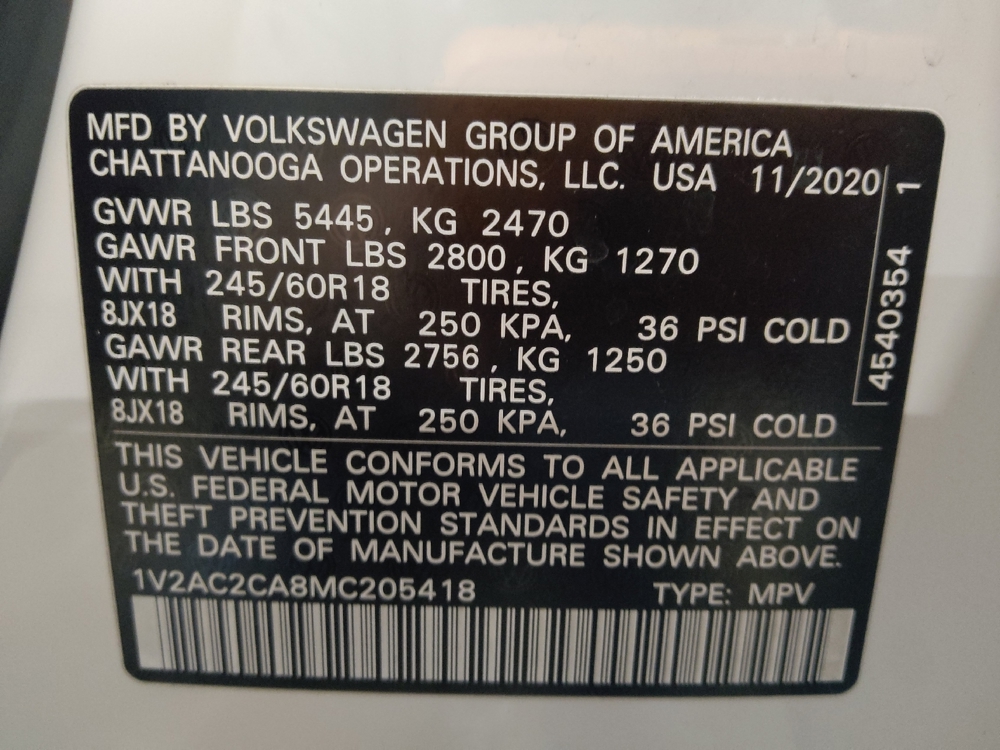 MFD BY VOLKSWAGEN GROUP OF AMERICA
CHATTANOOGA OPERATIONS, LLC. USA 11/2020
GVWR LBS 5445, KG 2470
GAWR FRONT LBS 2800, KG 1270
WITH 245/60R18 TIRES,
8JX18 RIMS, AT 250 KPA, 36 PSI COLD
GAWR REAR LBS 2756, KG 1250
WITH 245/60R18 TIRES,
8JX18 RIMS, AT 250 KPA, 36 PSI COLD
4540354 1
THIS VEHICLE CONFORMS TO ALL APPLICABLE
U.S. FEDERAL MOTOR VEHICLE SAFETY AND
THEFT PREVENTION STANDARDS IN EFFECT ON
THE DATE OF MANUFACTURE SHOWN ABOVE.
1V2AC2CA8MC205418 TYPE: MPV